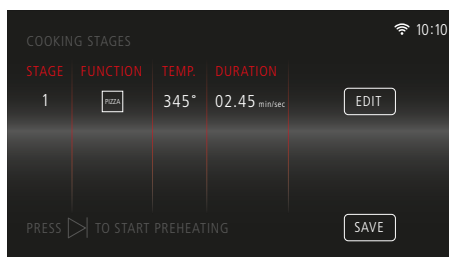 10:10
COOKING STAGES
STAGE FUNCTION TEMP. DURATION
1 PIZZA 345° 02.45 min/sec EDIT
PRESS TO START PREHEATING SAVE